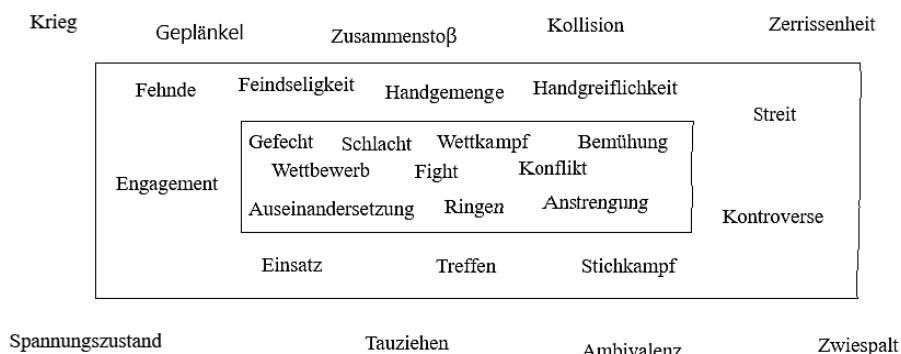 Krieg Geplänkel Zusammenstoβ Kollision Zerrissenheit
Fehnde Feindseligkeit Handgemenge Handgreiflichkeit
Streit
Gefecht Schlacht Wettkampf Bemühung
Wettbewerb Fight Konflikt
Engagement
Auseinandersetzung Ringen Anstrengung
Kontroverse
Einsatz Treffen Stichkampf
Spannungszustand Tauziehen Ambivalenz Zwiespalt